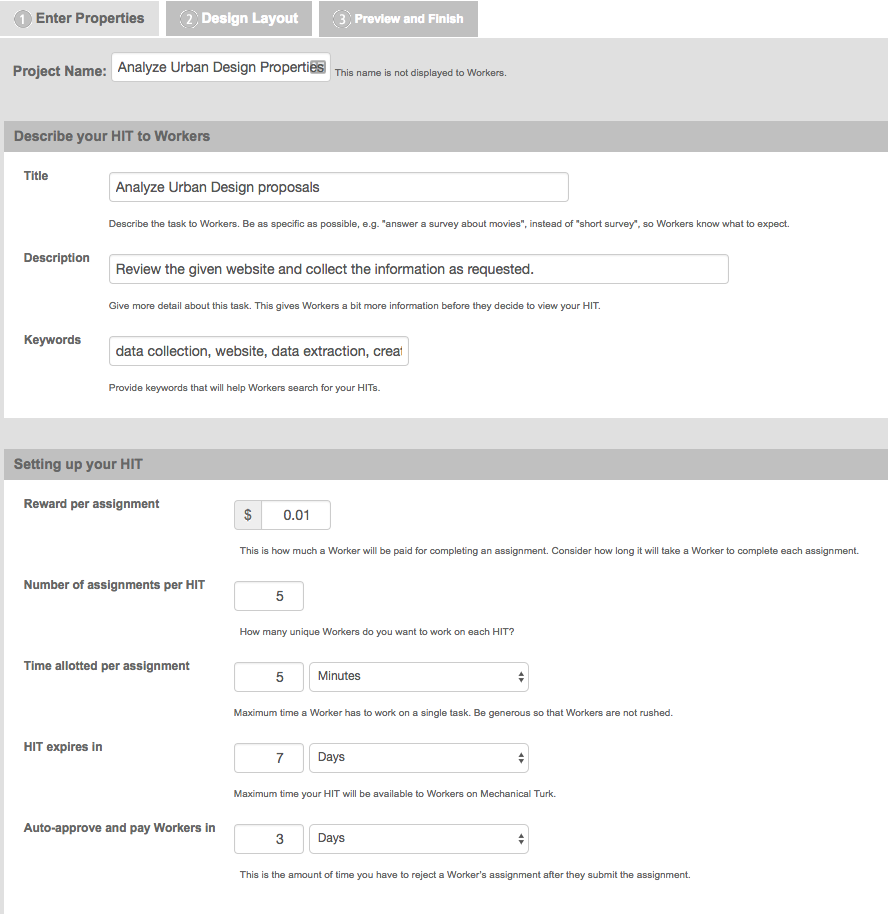 1 Enter Properties
2 Design Layout
3 Preview and Finish
Project Name: Analyze Urban Design Properties This name is not displayed to Workers.
Describe your HIT to Workers
Title
Analyze Urban Design proposals
Describe the task to Workers. Be as specific as possible, e.g. "answer a survey about movies", instead of "short survey", so Workers know what to expect.
Description
Review the given website and collect the information as requested.
Give more detail about this task. This gives Workers a bit more information before they decide to view your HIT.
Keywords
data collection, website, data extraction, creat
Provide keywords that will help Workers search for your HITs.
Setting up your HIT
Reward per assignment
$ 0.01
This is how much a Worker will be paid for completing an assignment. Consider how long it will take a Worker to complete each assignment.
Number of assignments per HIT
5
How many unique Workers do you want to work on each HIT?
Time allotted per assignment
5 Minutes
Maximum time a Worker has to work on a single task. Be generous so that Workers are not rushed.
HIT expires in
7 Days
Maximum time your HIT will be available to Workers on Mechanical Turk.
Auto-approve and pay Workers in
3 Days
This is the amount of time you have to reject a Worker's assignment after they submit the assignment.